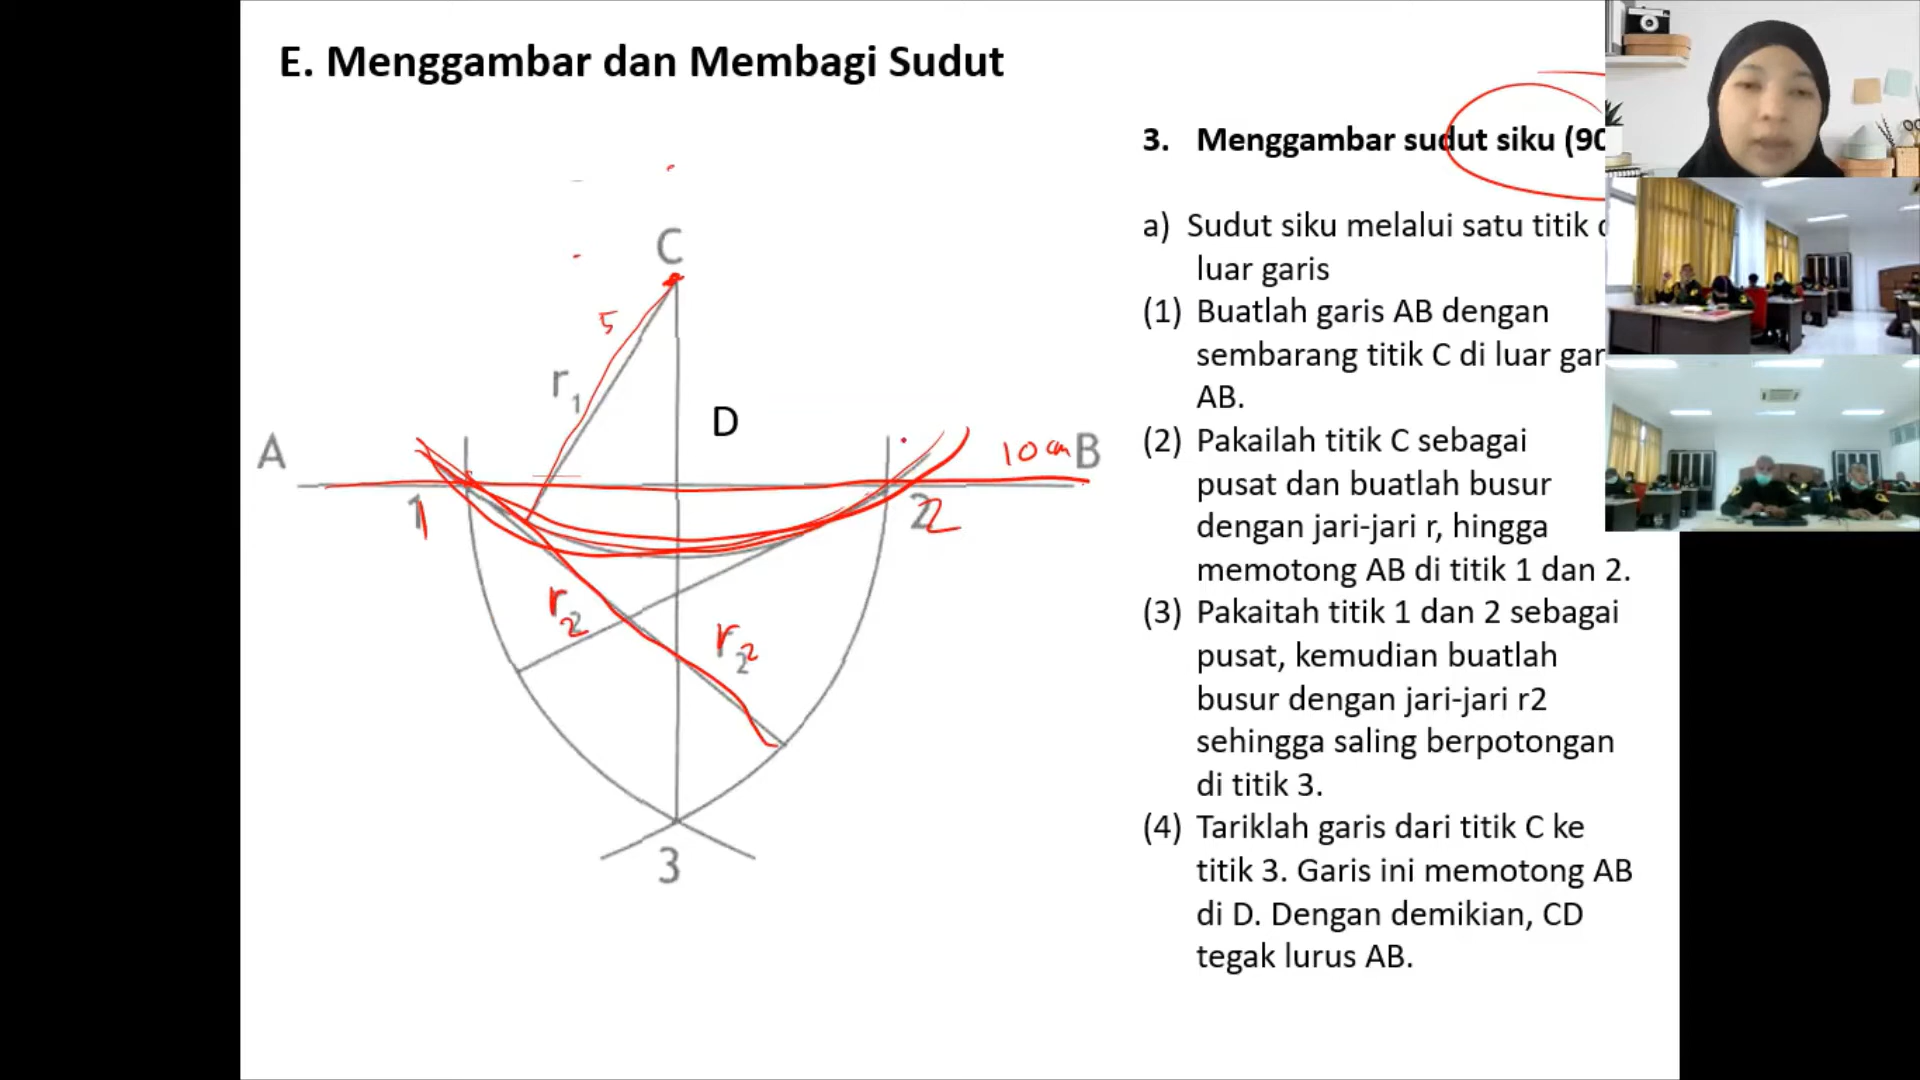 E. Menggambar dan Membagi Sudut
C
5
r1
D
A
10 cm B
1
1
2
2
r2
2
r2
2
3
3. Menggambar sudut siku (90
a) Sudut siku melalui satu titik
luar garis
(1) Buatlah garis AB dengan
sembarang titik C di luar gar
AB.
(2) Pakailah titik C sebagai
pusat dan buatlah busur
dengan jari-jari r, hingga
memotong AB di titik 1 dan 2.
(3) Pakaitah titik 1 dan 2 sebagai
pusat, kemudian buatlah
busur dengan jari-jari r2
sehingga saling berpotongan
di titik 3.
(4) Tariklah garis dari titik C ke
titik 3. Garis ini memotong AB
di D. Dengan demikian, CD
tegak lurus AB.